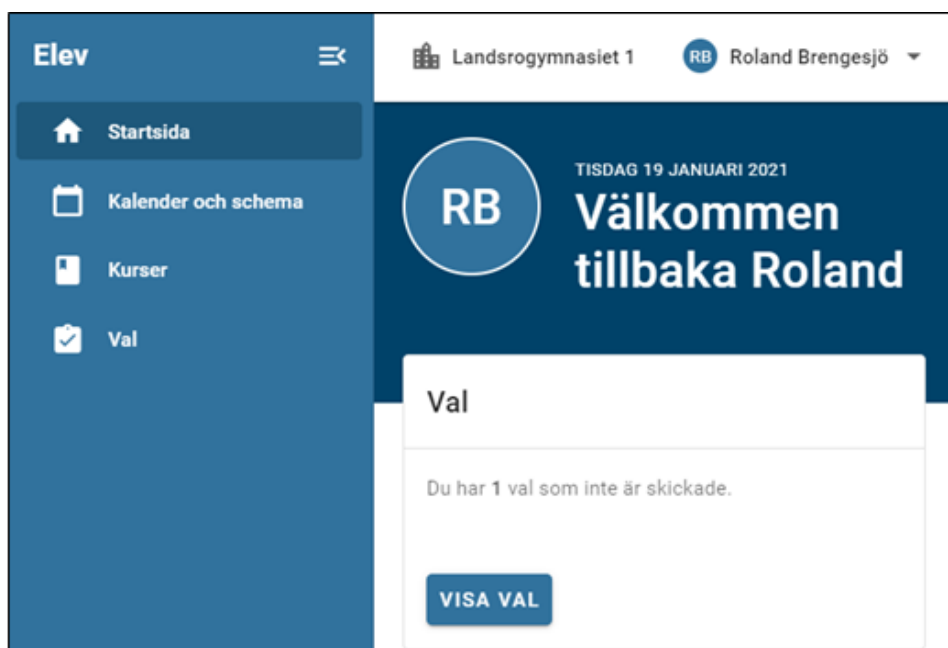 Elev
Startsida
Kalender och schema
Kurser
Val
Landsrogymnasiet 1
RB Roland Brengesjö
RB
TISDAG 19 JANUARI 2021
Välkommen
tillbaka Roland
Val
Du har 1 val som inte är skickade.
VISA VAL